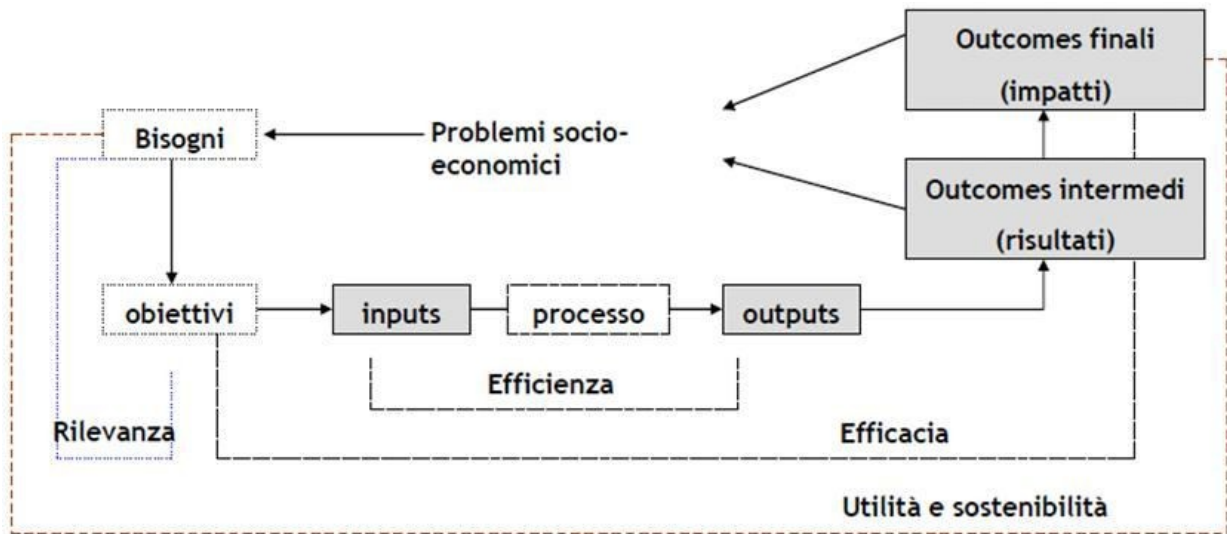 Outcomes finali
(impatti)
Bisogni
Problemi socio-
economici
Outcomes intermedi
(risultati)
obiettivi
inputs
processo
outputs
Efficienza
Rilevanza
Efficacia
Utilità e sostenibilità